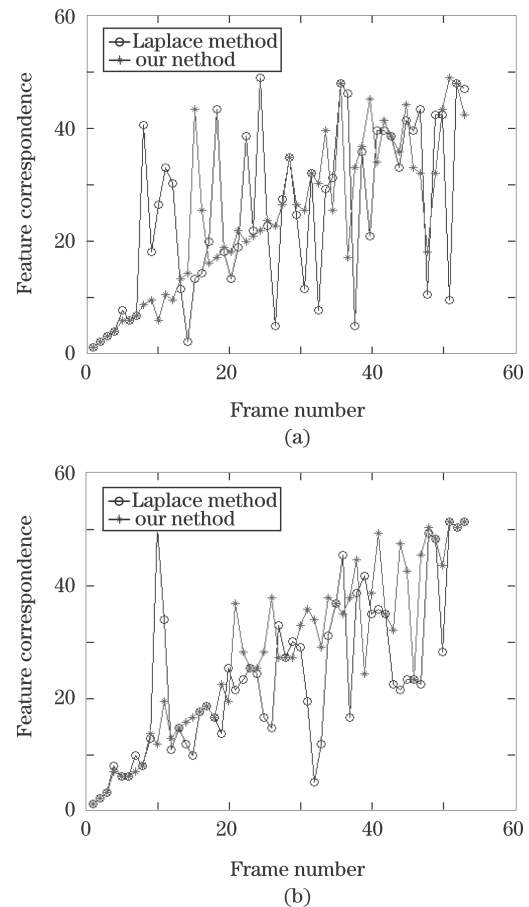 60
Laplace method
our nethod
40
Feature correspondence
20
0
0 20 40 60
Frame number
(a)
60
Laplace method
our nethod
40
Feature correspondence
20
0
0 20 40 60
Frame number
(b)